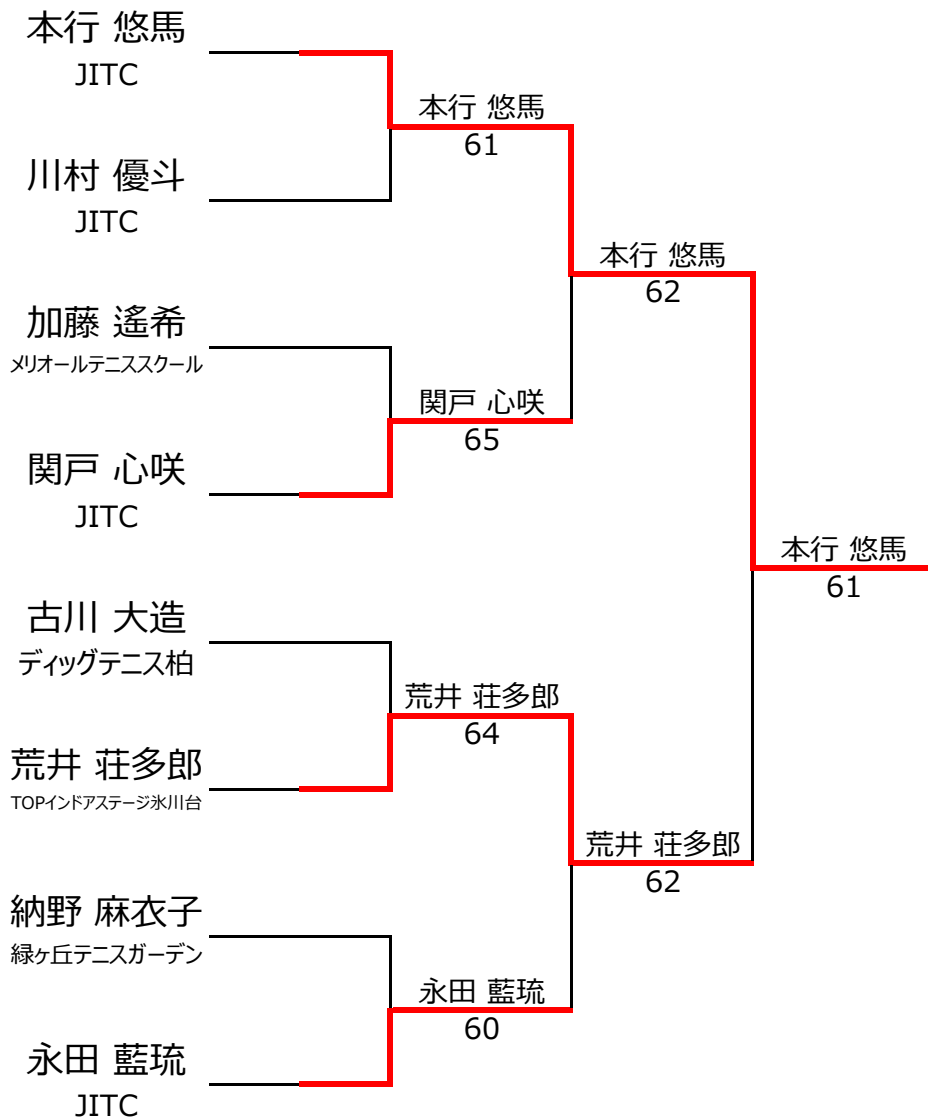 本行 悠馬
JITC
川村 優斗
JITC
加藤 遙希
メリオールテニススクール
関戸 心咲
JITC
古川 大造
ディッグテニス柏
荒井 荘多郎
TOPインドアステージ氷川台
納野 麻衣子
緑ヶ丘テニスガーデン
永田 藍琉
JITC
本行 悠馬
61
関戸 心咲
65
荒井 荘多郎
64
永田 藍琉
60
本行 悠馬
62
荒井 荘多郎
62
本行 悠馬
61